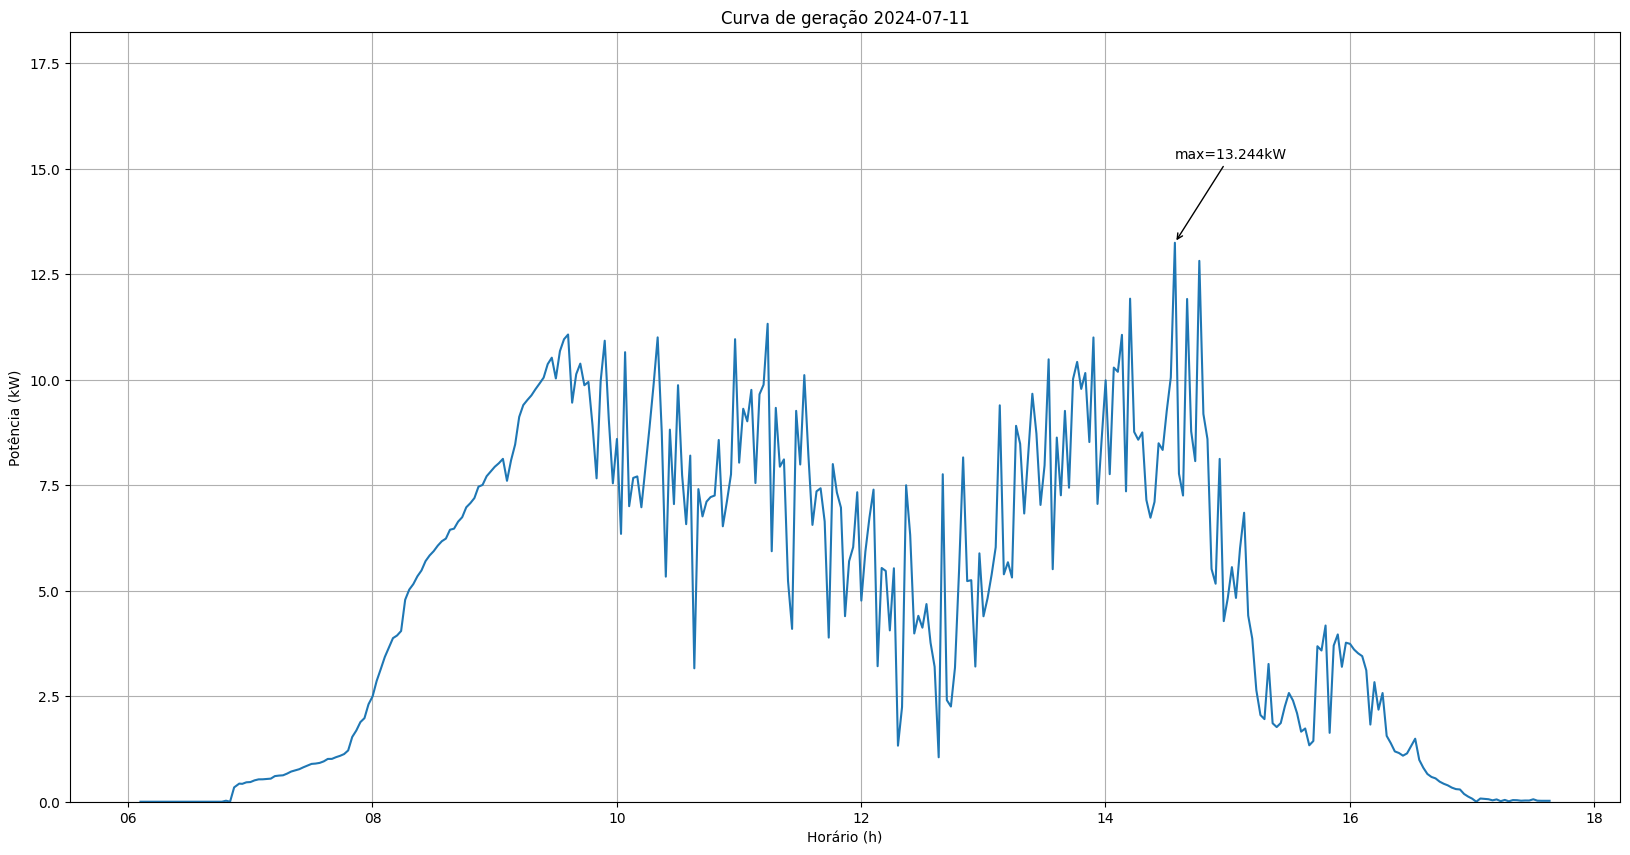 Curva de geração 2024-07-11
17.5
15.0
12.5
10.0
7.5
5.0
2.5
0.0
Potência (kW)
max=13.244kW
06 08 10 12 14 16 18
Horário (h)